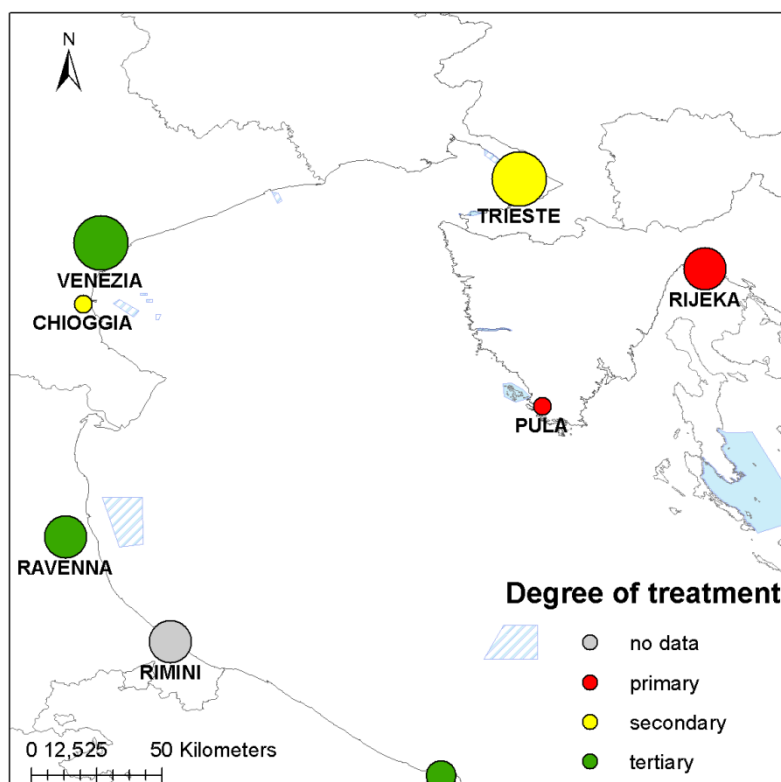 N
TRIESTE
VENEZIA
RIJEKA
CHIOGGIA
PULA
RAVENNA
Degree of treatment
no data
RIMINI
primary
secondary
0 12,525 50 Kilometers
tertiary